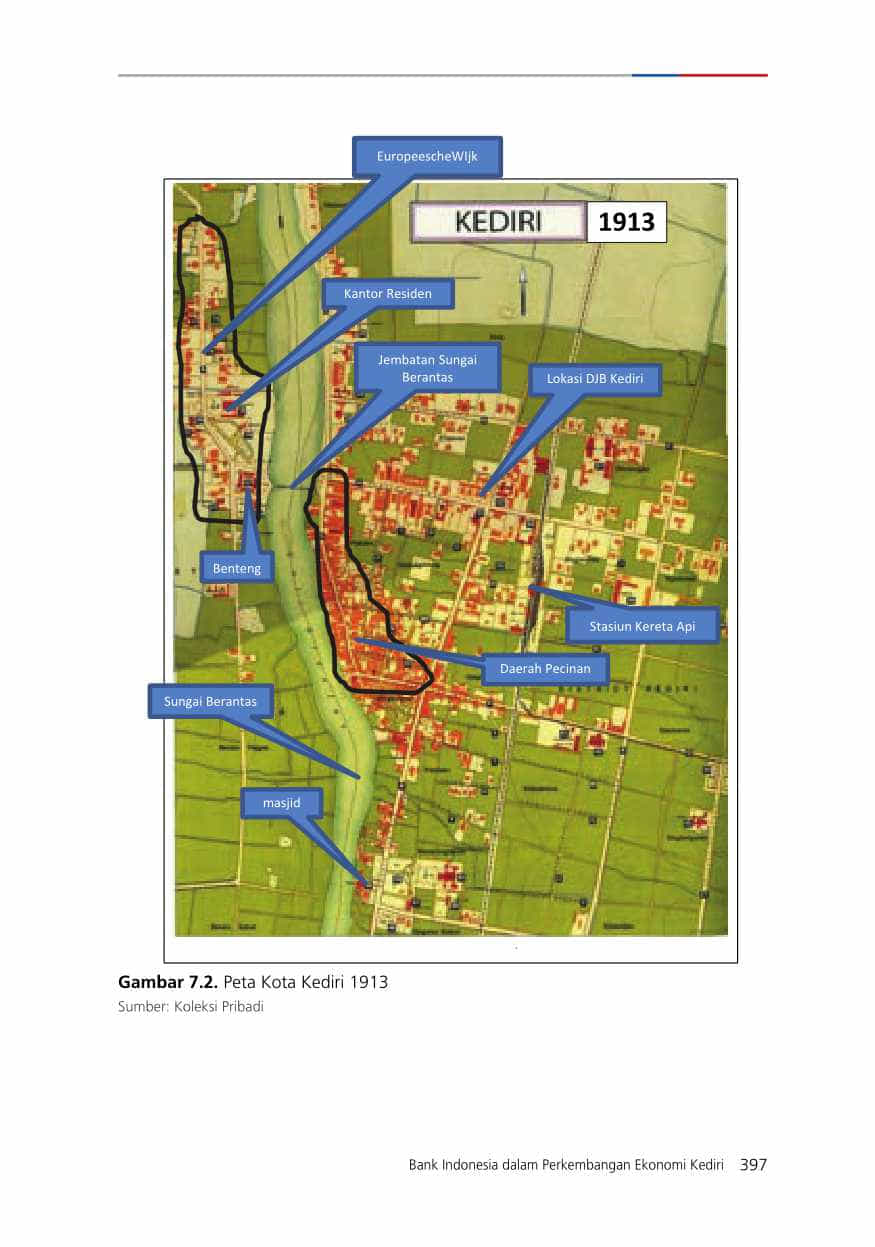 EuropeescheWIjk
KEDIRI
1913
Kantor Residen
Jembatan Sungai
Berantas
Lokasi DJB Kediri
Benteng
Stasiun Kereta Api
Daerah Pecinan
Sungai Berantas
masjid
Gambar 7.2. Peta Kota Kediri 1913
Sumber: Koleksi Pribadi
Bank Indonesia dalam Perkembangan Ekonomi Kediri 397